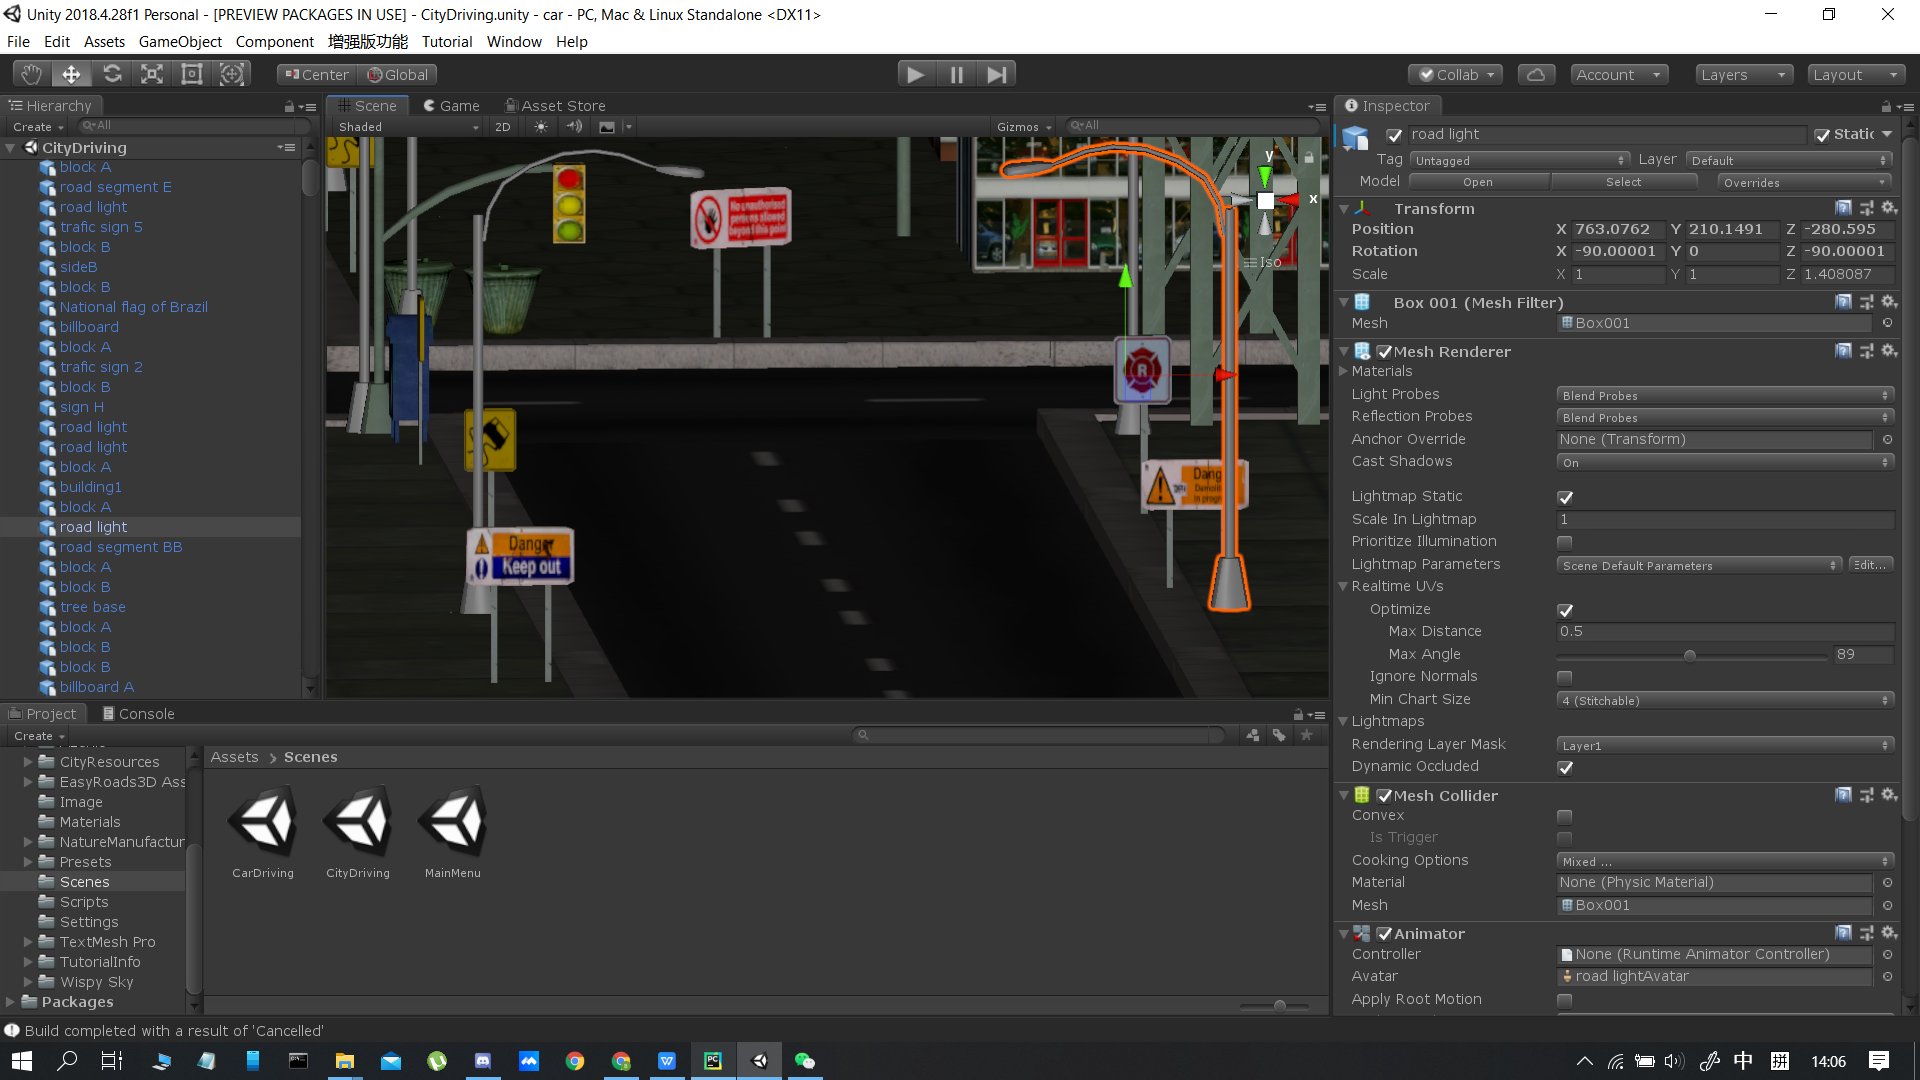 Unity 2018.4.28f1 Personal - [PREVIEW PACKAGES IN USE] - CityDriving.unity - car - PC, Mac & Linux Standalone <DX11>
File Edit Assets GameObject Component 增强版功能 Tutorial Window Help
Center Global Collab Account Layers Layout
Hierarchy
Create All
CityDriving
block A
road segment E
road light
trafic sign 5
block B
sideB
block B
National flag of Brazil
billboard
block A
trafic sign 2
block B
sign H
road light
road light
block A
building1
block A
road light
road segment BB
block A
block B
tree base
block A
block B
block B
billboard A
Scene Game Asset Store
Shaded 2D Gizmos All
No unauthorised
persons allowed
beyond this point
y
x
Iso
R
Danger
Danger
Keep out
Inspector
road light Static
Tag Untagged Layer Default
Model Open Select Overrides
Transform
Position X 763.0762 Y 210.1491 Z -280.595
Rotation X -90.00001 Y 0 Z -90.00001
Scale X 1 Y 1 Z 1.408087
Box 001 (Mesh Filter)
Mesh Box001
Mesh Renderer
Materials
Light Probes Blend Probes
Reflection Probes Blend Probes
Anchor Override None (Transform)
Cast Shadows On
Lightmap Static
Scale In Lightmap 1
Prioritize Illumination
Lightmap Parameters Scene Default Parameters Edit...
Realtime UVs
Optimize
Max Distance 0.5
Max Angle 89
Ignore Normals
Min Chart Size 4 (Stitchable)
Lightmaps
Rendering Layer Mask Layer1
Dynamic Occluded
Mesh Collider
Convex
Is Trigger
Cooking Options Mixed ...
Material None (Physic Material)
Mesh Box001
Animator
Controller None (Runtime Animator Controller)
Avatar road lightAvatar
Apply Root Motion
Project Console
Create
CityResources
EasyRoads3D Ass
Image
Materials
NatureManufactur
Presets
Scenes
Scripts
Settings
TextMesh Pro
TutorialInfo
Wispy Sky
Packages
Assets > Scenes
CarDriving CityDriving MainMenu
Build completed with a result of 'Cancelled'
中 拼 14:06